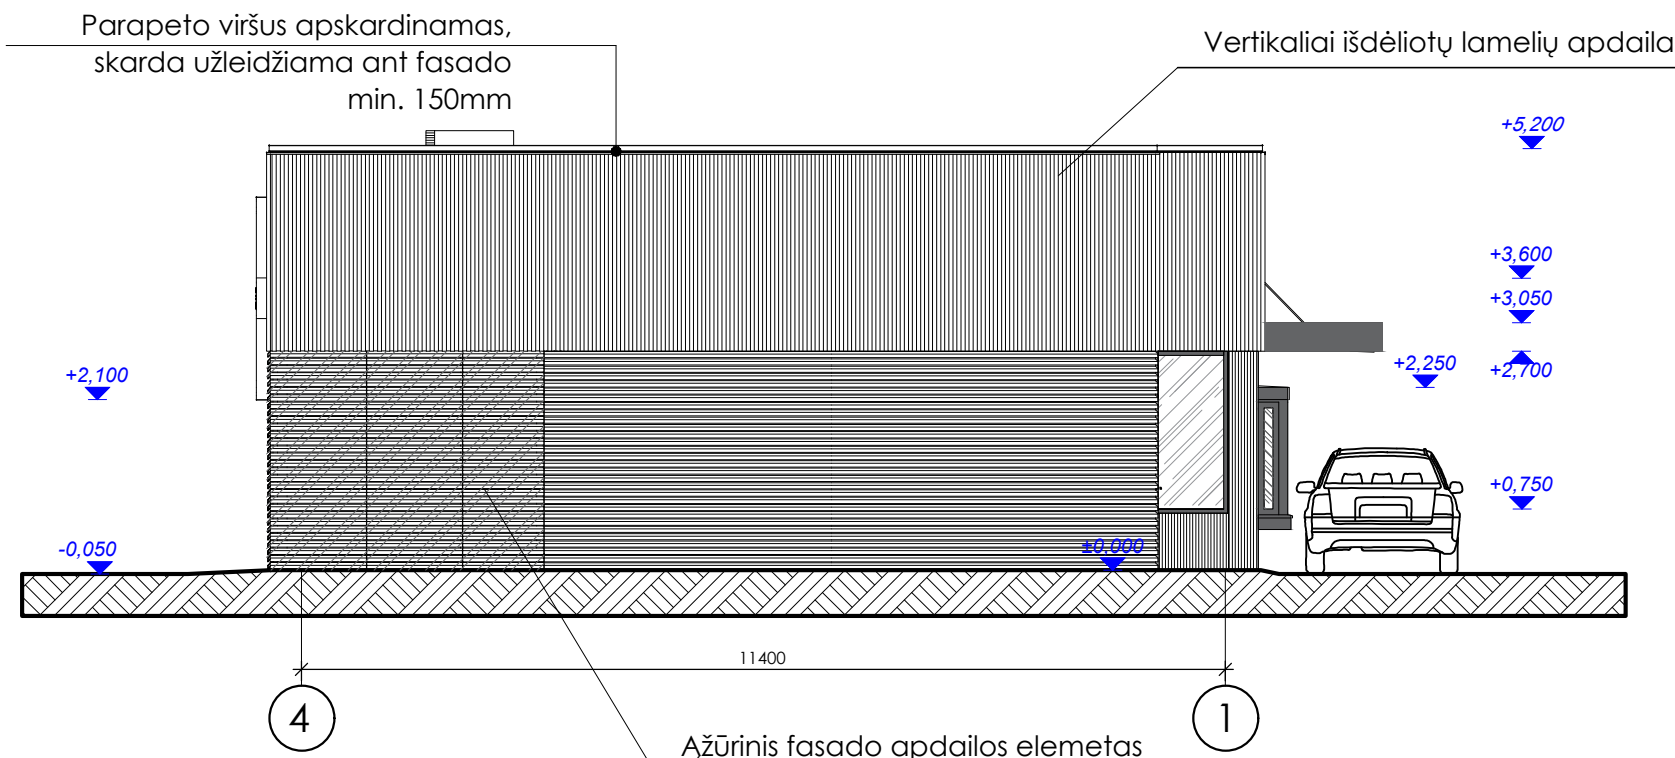 Parapeto viršus apskardinamas,
skarda užleidžiama ant fasado
min. 150mm
Vertikaliai išdėliotų lamelių apdaila
+5,200
+3,600
+3,050
+2,700
+2,250
+2,100
+0,750
-0,050
±0,000
11400
4
1
Ažūrinis fasado apdailos elemetas